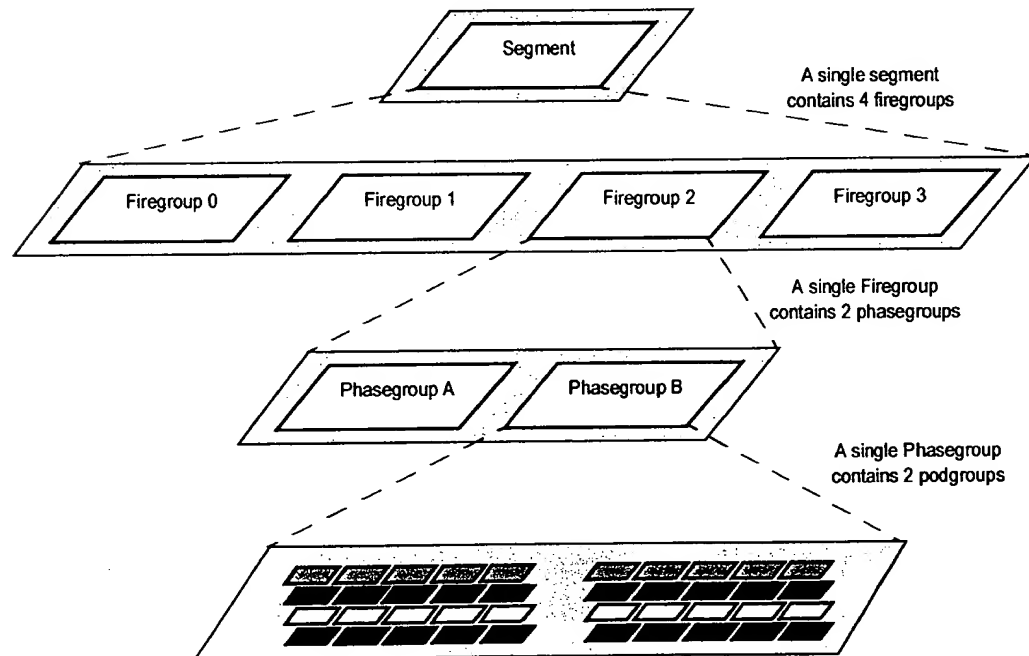 Segment
A single segment
contains 4 firegroups
Firegroup 0
Firegroup 1
Firegroup 2
Firegroup 3
A single Firegroup
contains 2 phasegroups
Phasegroup A
Phasegroup B
A single Phasegroup
contains 2 podgroups